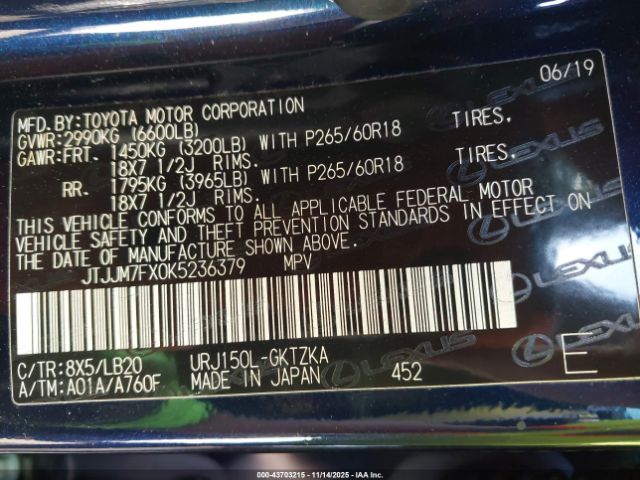 06/19
MFD.BY:TOYOTA MOTOR CORPORATION
GVWR:2990KG (6600LB)
GAWR:FRT. 1450KG (3200LB) WITH P265/60R18 TIRES,
18X7 1/2J RIMS.
RR. 1795KG (3965LB) WITH P265/60R18 TIRES,
18X7 1/2J RIMS.
THIS VEHICLE CONFORMS TO ALL APPLICABLE FEDERAL MOTOR
VEHICLE SAFETY AND THEFT PREVENTION STANDARDS IN EFFECT ON
THE DATE OF MANUFACTURE SHOWN ABOVE.
JTJJM7FX0K5236379 MPV
C/TR:8X5/LB20 URJ150L-GKTZKA
A/TM:A01A/A760F MADE IN JAPAN 452 E
LEXUS
000-43703215 - 11/14/2025 - IAA Inc.